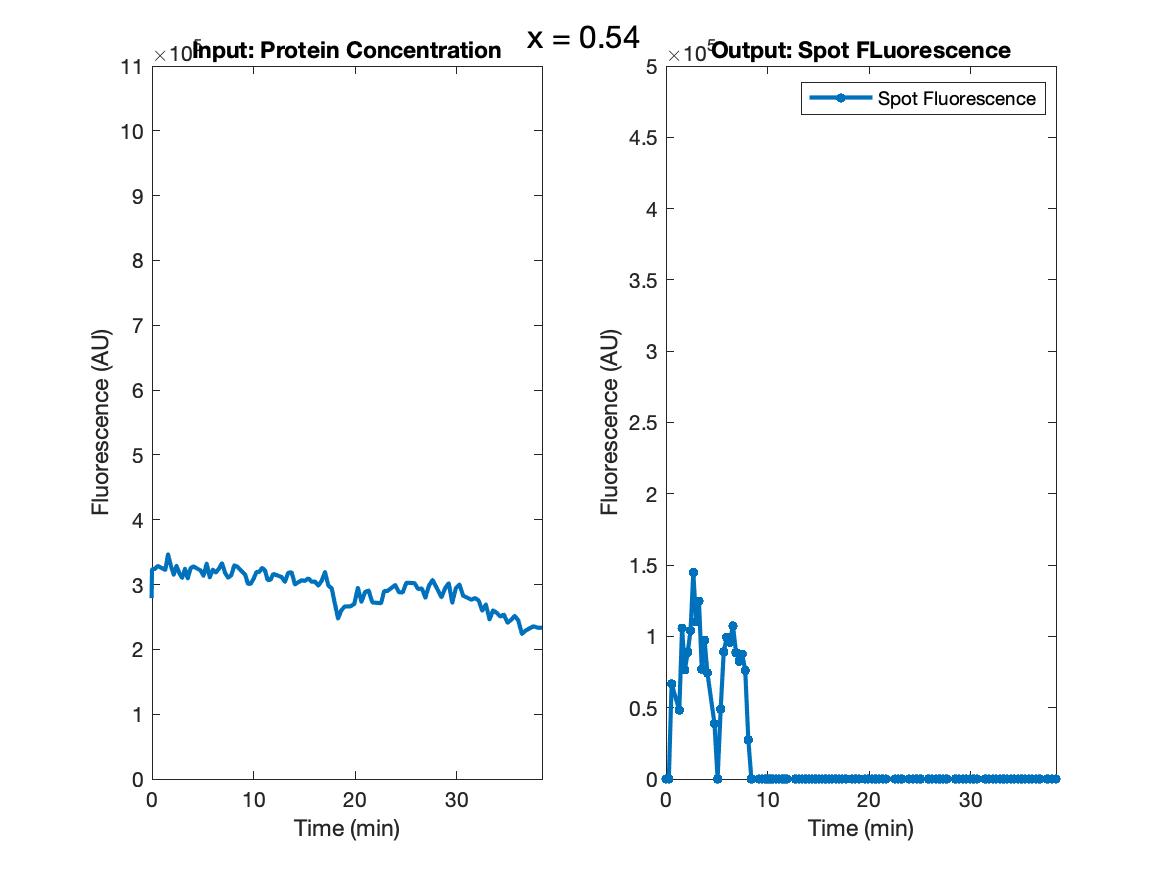 x = 0.54
×10⁵
Input: Protein Concentration
11
10
9
8
7
6
5
4
3
2
1
0
Fluorescence (AU)
0 10 20 30
Time (min)
×10⁵
Output: Spot FLuorescence
Spot Fluorescence
5
4.5
4
3.5
3
2.5
2
1.5
1
0.5
0
Fluorescence (AU)
0 10 20 30
Time (min)